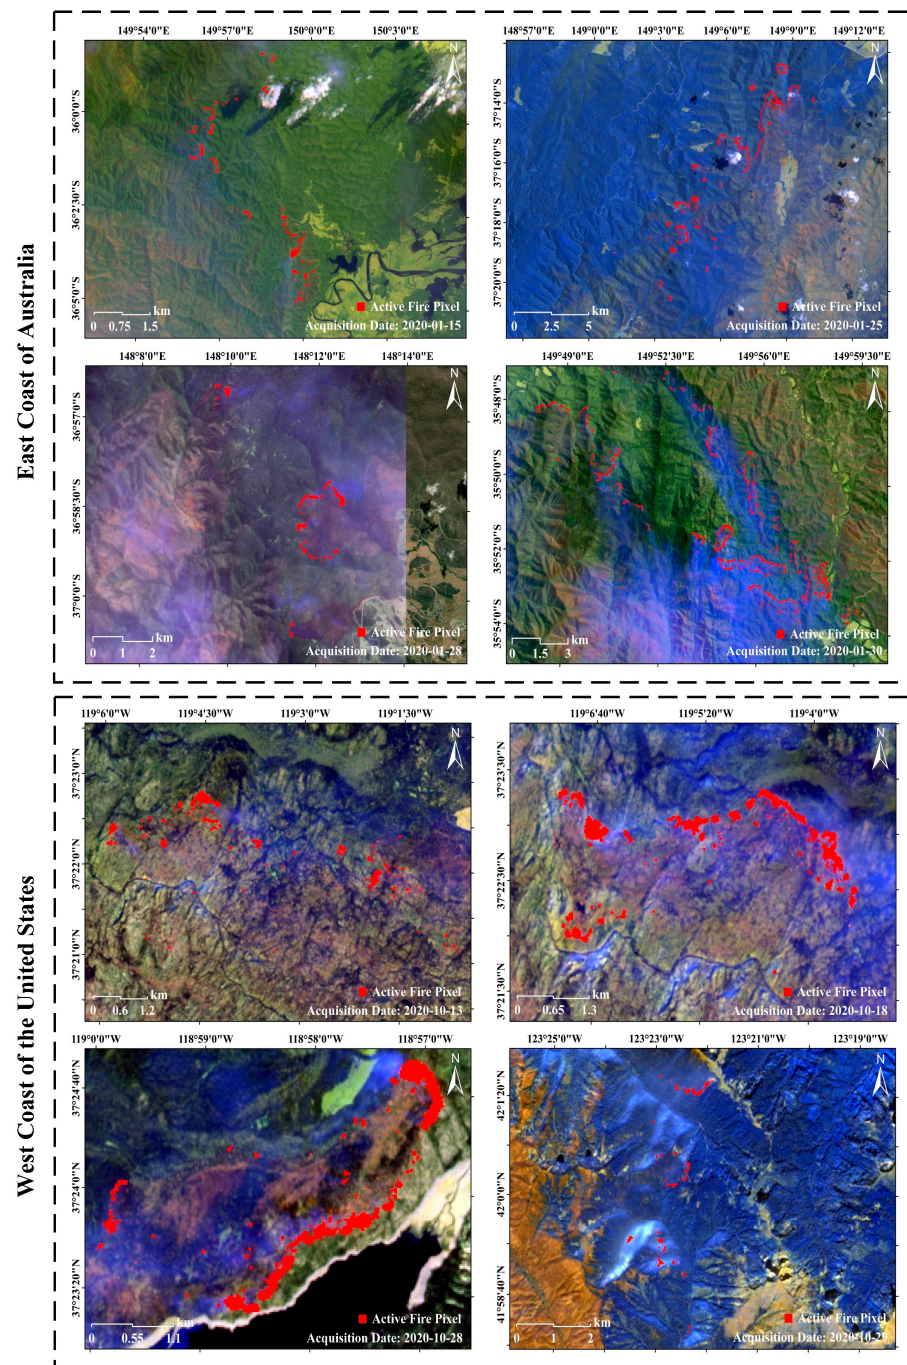 East Coast of Australia
149°54'0"E 149°57'0"E 150°0'0"E 150°3'0"E
36°0'0"S
36°2'30"S
36°5'0"S
N
km
0 0.75 1.5
Active Fire Pixel
Acquisition Date: 2020-01-15
148°57'0"E 149°0'0"E 149°3'0"E 149°6'0"E 149°9'0"E 149°12'0"E
37°14'0"S
37°16'0"S
37°18'0"S
37°20'0"S
N
km
0 2.5 5
Active Fire Pixel
Acquisition Date: 2020-01-25
148°8'0"E 148°10'0"E 148°12'0"E 148°14'0"E
36°57'0"S
36°58'30"S
37°0'0"S
N
km
0 1 2
Active Fire Pixel
Acquisition Date: 2020-01-28
149°49'0"E 149°52'30"E 149°56'0"E 149°59'30"E
35°48'0"S
35°50'0"S
35°52'0"S
35°54'0"S
N
km
0 1.5 3
Active Fire Pixel
Acquisition Date: 2020-01-30
West Coast of the United States
119°6'0"W 119°4'30"W 119°3'0"W 119°1'30"W
37°23'0"N
37°22'0"N
37°21'0"N
N
km
0 0.6 1.2
Active Fire Pixel
Acquisition Date: 2020-10-13
119°6'40"W 119°5'20"W 119°4'0"W
37°23'30"N
37°22'30"N
37°21'30"N
N
km
0 0.65 1.3
Active Fire Pixel
Acquisition Date: 2020-10-18
119°0'0"W 118°59'0"W 118°58'0"W 118°57'0"W
37°24'40"N
37°24'0"N
37°23'20"N
N
km
0 0.55 1.1
Active Fire Pixel
Acquisition Date: 2020-10-28
123°25'0"W 123°23'0"W 123°21'0"W 123°19'0"W
42°1'20"N
42°0'0"N
41°58'40"N
N
km
0 1 2
Active Fire Pixel
Acquisition Date: 2020-10-29